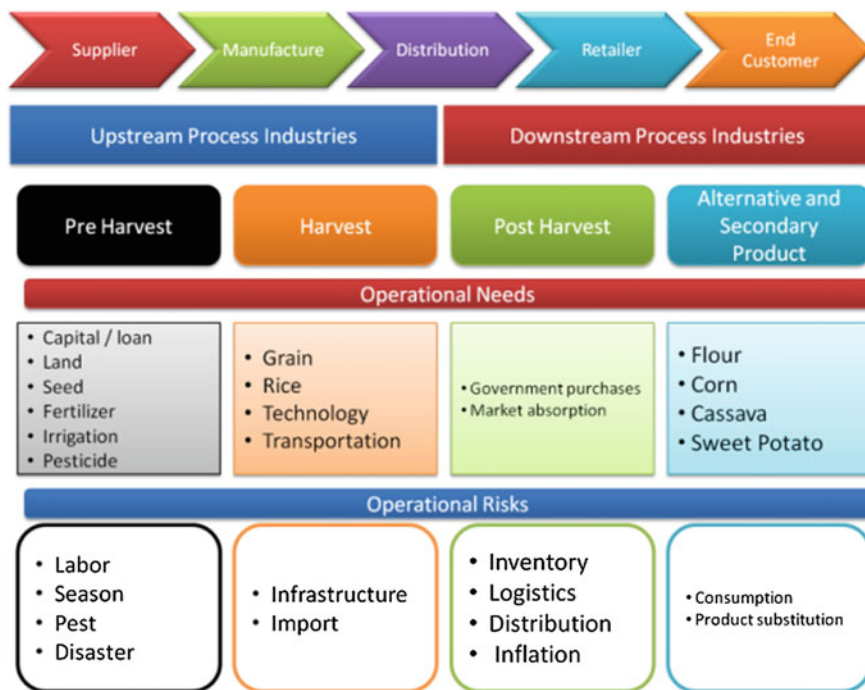 Supplier
Manufacture
Distribution
Retailer
End
Customer
Upstream Process Industries
Downstream Process Industries
Pre Harvest
Harvest
Post Harvest
Alternative and
Secondary
Product
Operational Needs
• Capital / loan
• Land
• Seed
• Fertilizer
• Irrigation
• Pesticide
• Grain
• Rice
• Technology
• Transportation
• Government purchases
• Market absorption
• Flour
• Corn
• Cassava
• Sweet Potato
Operational Risks
• Labor
• Season
• Pest
• Disaster
• Infrastructure
• Import
• Inventory
• Logistics
• Distribution
• Inflation
• Consumption
• Product substitution